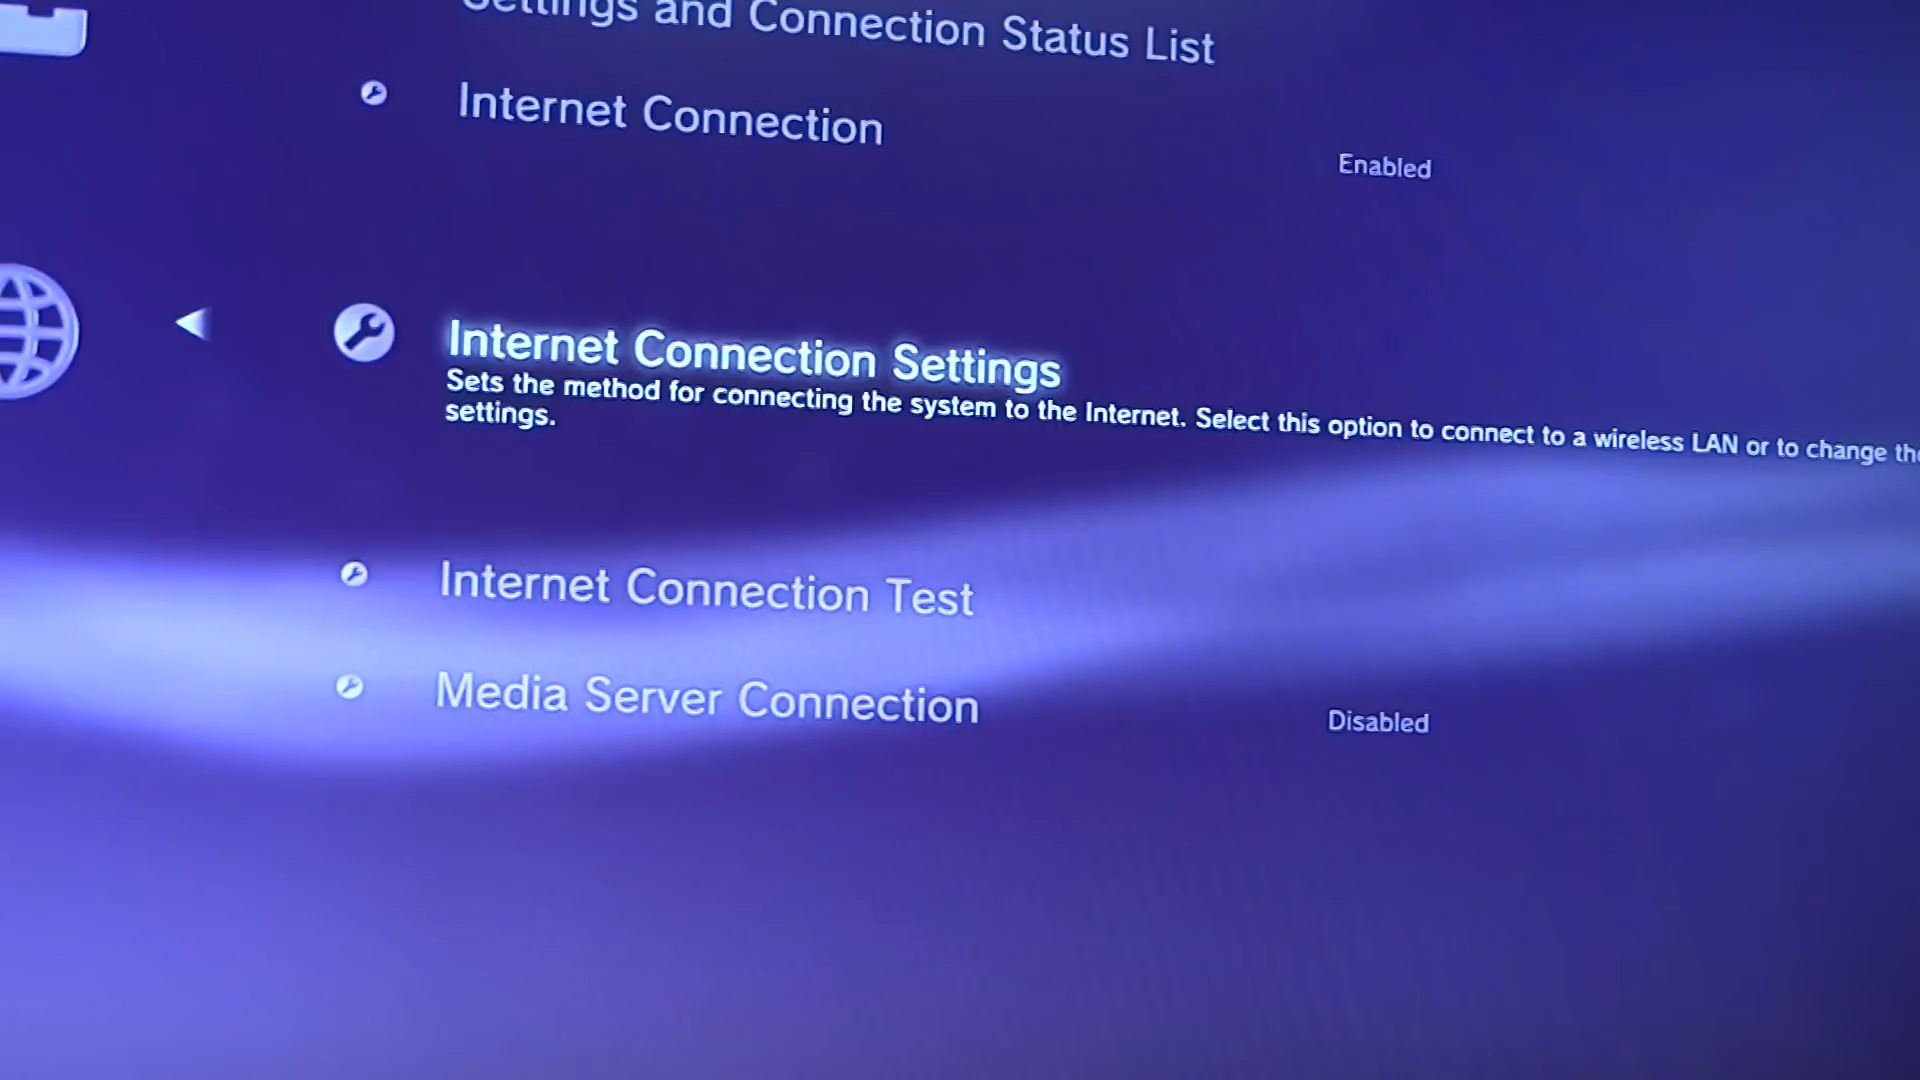 Settings and Connection Status List
Internet Connection
Enabled
Internet Connection Settings
Sets the method for connecting the system to the Internet. Select this option to connect to a wireless LAN or to change the
settings.
Internet Connection Test
Media Server Connection
Disabled